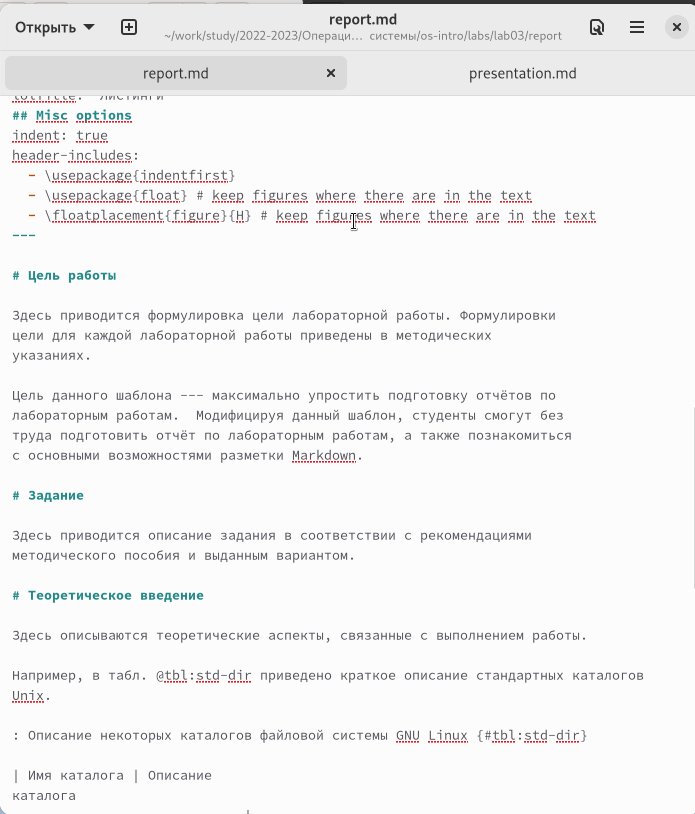 Открыть
report.md
~/work/study/2022-2023/Операци… системы/os-intro/labs/lab03/report
report.md
presentation.md
lofTitle: "Листинги"
## Misc options
indent: true
header-includes:
- \usepackage{indentfirst}
- \usepackage{float} # keep figures where there are in the text
- \floatplacement{figure}{H} # keep figures where there are in the text
---
# Цель работы
Здесь приводится формулировка цели лабораторной работы. Формулировки
цели для каждой лабораторной работы приведены в методических
указаниях.
Цель данного шаблона --- максимально упростить подготовку отчётов по
лабораторным работам.  Модифицируя данный шаблон, студенты смогут без
труда подготовить отчёт по лабораторным работам, а также познакомиться
с основными возможностями разметки Markdown.
# Задание
Здесь приводится описание задания в соответствии с рекомендациями
методического пособия и выданным вариантом.
# Теоретическое введение
Здесь описываются теоретические аспекты, связанные с выполнением работы.
Например, в табл. @tbl:std-dir приведено краткое описание стандартных каталогов
Unix.
: Описание некоторых каталогов файловой системы GNU Linux {#tbl:std-dir}
| Имя каталога | Описание
каталога